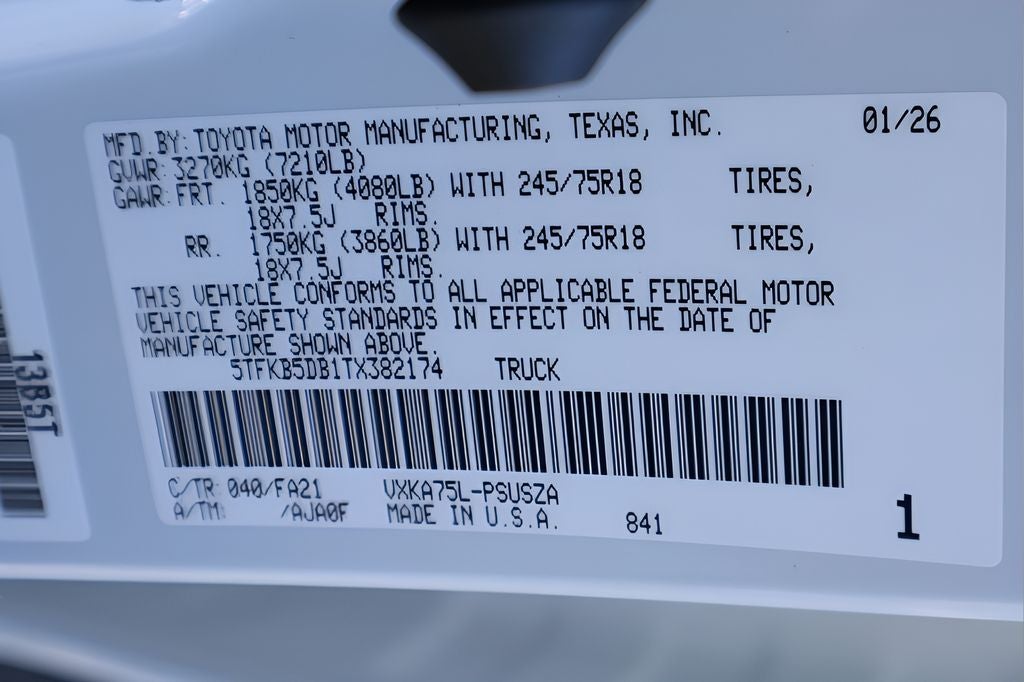 MFD.BY: TOYOTA MOTOR MANUFACTURING, TEXAS, INC. 01/26
GVWR: 3270KG (7210LB)
GAWR: FRT. 1850KG (4080LB) WITH 245/75R18 TIRES,
18X7.5J RIMS.
RR. 1750KG (3860LB) WITH 245/75R18 TIRES,
18X7.5J RIMS.
THIS VEHICLE CONFORMS TO ALL APPLICABLE FEDERAL MOTOR
VEHICLE SAFETY STANDARDS IN EFFECT ON THE DATE OF
MANUFACTURE SHOWN ABOVE.
5TFKB5DB1TX382174 TRUCK
C/TR: 040/FA21 VXKA75L-PSUSZA
A/TM: /AJA0F MADE IN U.S.A. 841 1
1385T